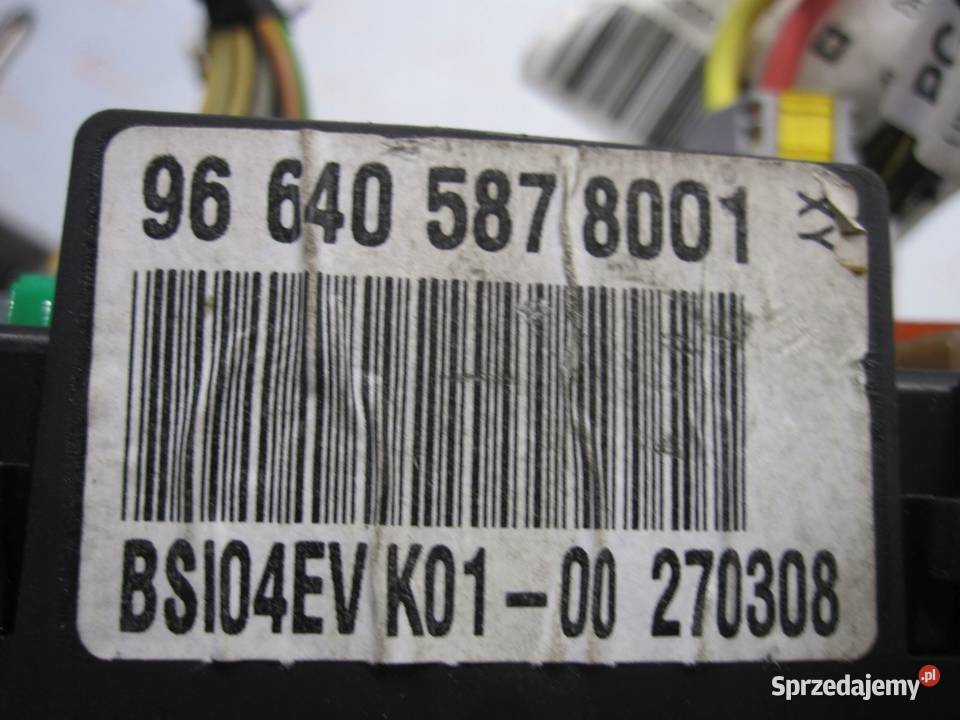 96 640 587 8001
XY
BSI04EV K01-00 270308
Sprzedajemy.pl